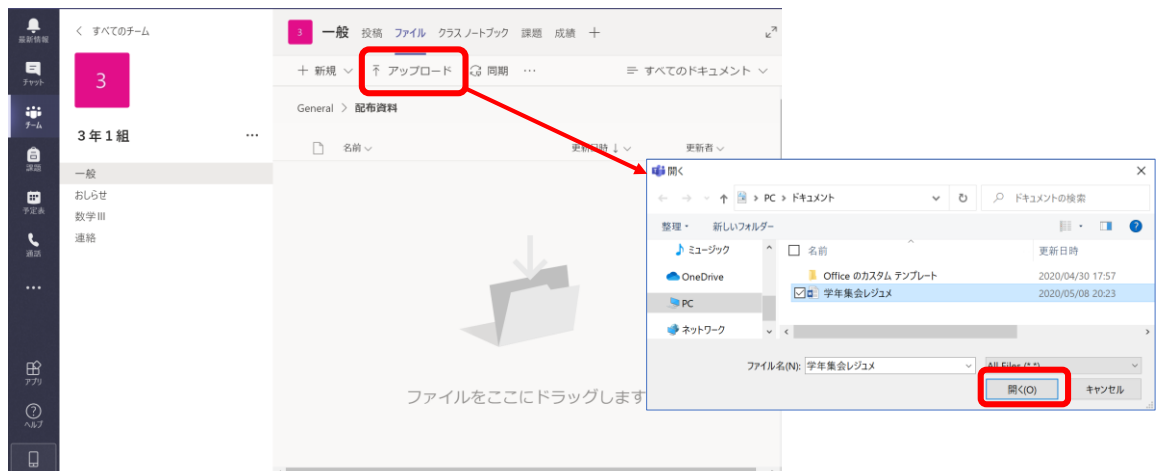 最新情報
チャット
チーム
課題
予定表
通話
アプリ
ヘルプ
すべてのチーム
3
3年1組
一般
おしらせ
数学Ⅲ
連絡
3 一般 投稿 ファイル クラス ノートブック 課題 成績
新規 アップロード 同期 … すべてのドキュメント
General > 配布資料
名前 更新日時 ↓ 更新者
ファイルをここにドラッグします
開く
PC > ドキュメント ドキュメントの検索
整理 新しいフォルダー
ミュージック
OneDrive
PC
ネットワーク
名前 更新日時
Office のカスタム テンプレート 2020/04/30 17:57
学年集会レジュメ 2020/05/08 20:23
ファイル名(N): 学年集会レジュメ All Files (*.*)
開く(O) キャンセル